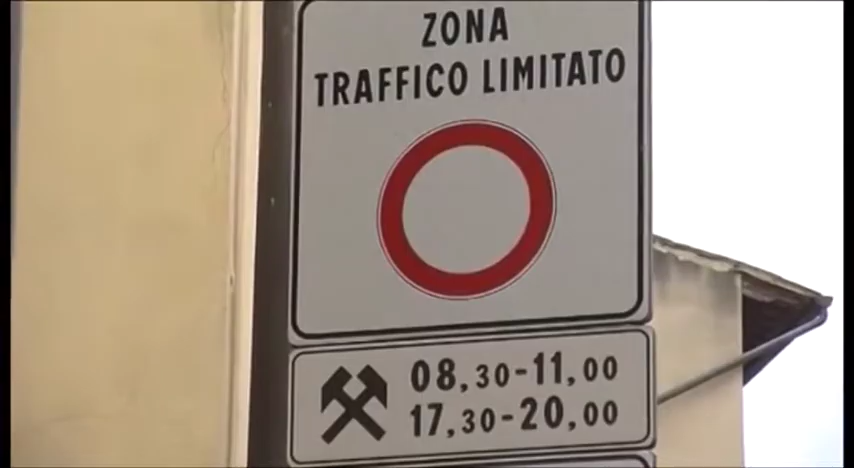 ZONA
TRAFFICO LIMITATO
08,30-11,00
17,30-20,00